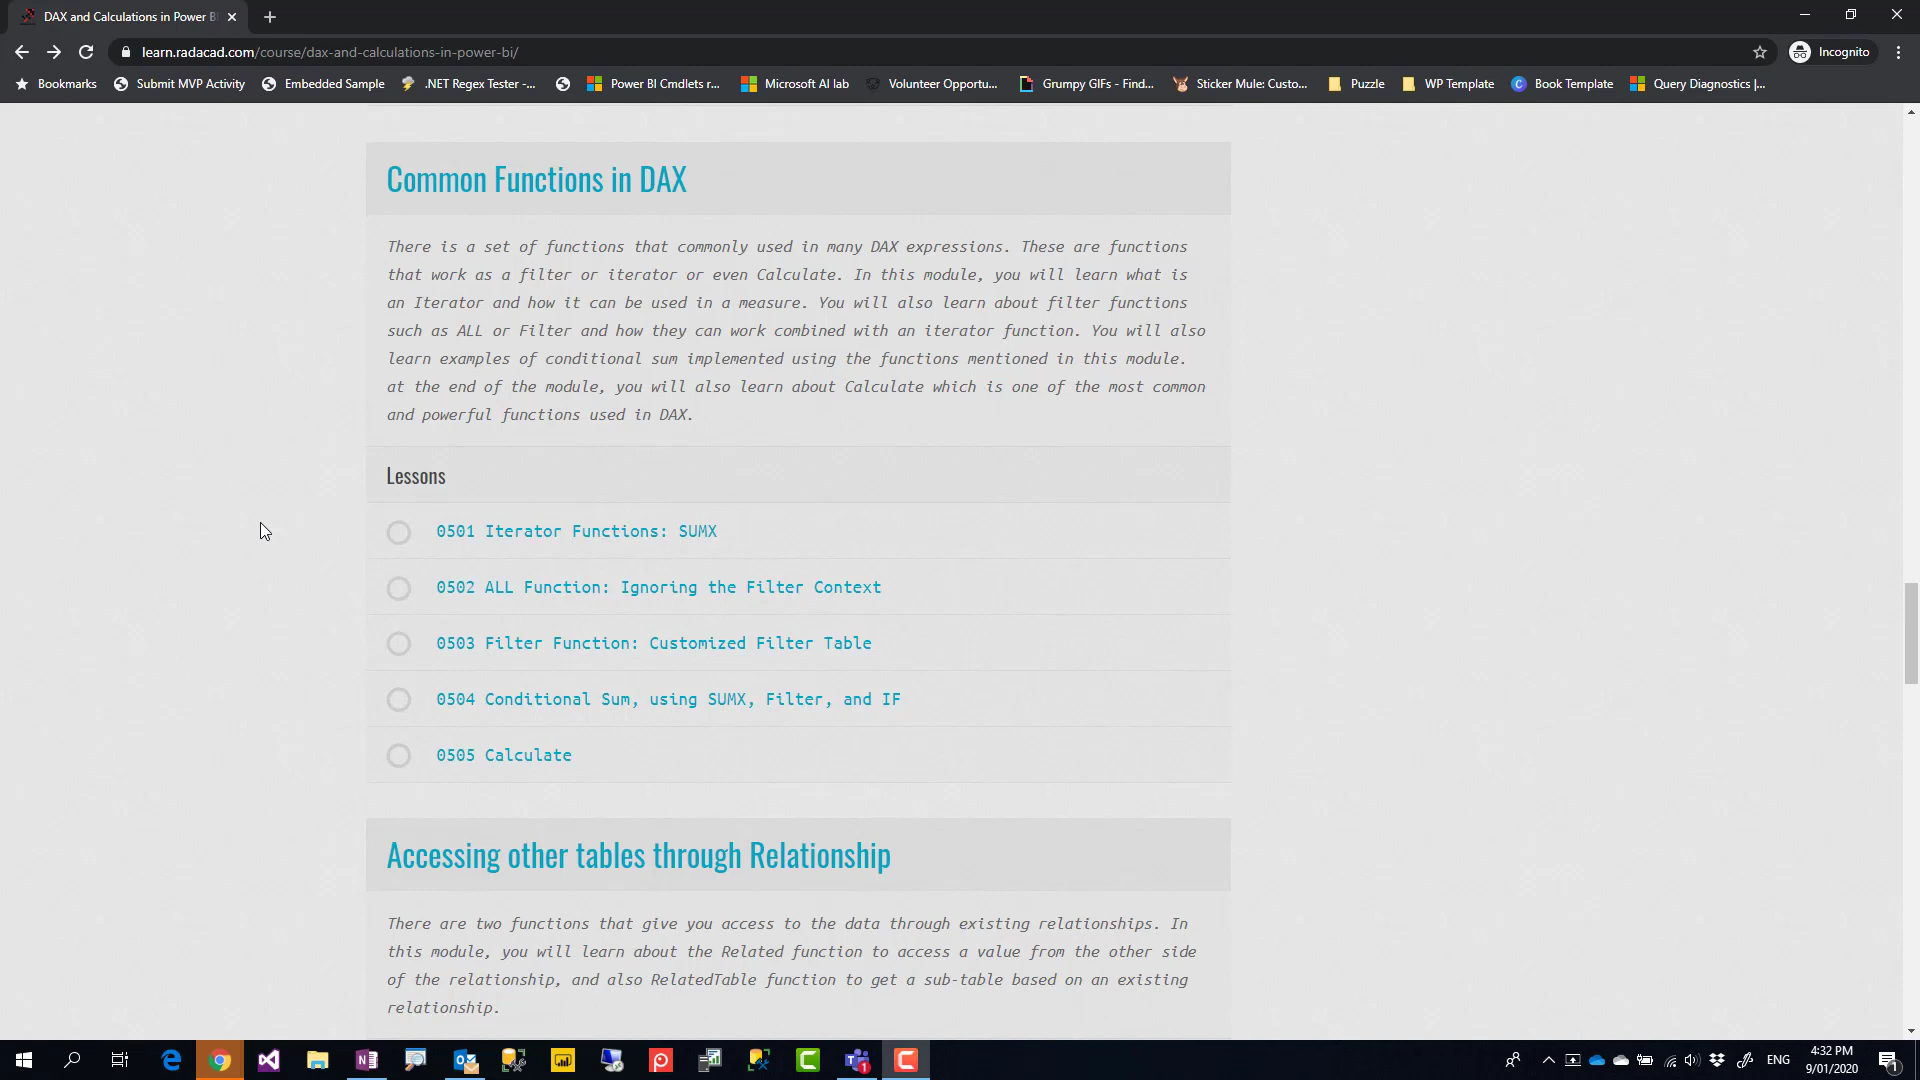 DAX and Calculations in Power B
learn.radacad.com/course/dax-and-calculations-in-power-bi/
Incognito
Bookmarks
Submit MVP Activity
Embedded Sample
.NET Regex Tester -...
Power BI Cmdlets r...
Microsoft AI lab
Volunteer Opportu...
Grumpy GIFs - Find...
Sticker Mule: Custo...
Puzzle
WP Template
Book Template
Query Diagnostics |...
Common Functions in DAX
There is a set of functions that commonly used in many DAX expressions. These are functions
that work as a filter or iterator or even Calculate. In this module, you will learn what is
an Iterator and how it can be used in a measure. You will also learn about filter functions
such as ALL or Filter and how they can work combined with an iterator function. You will also
learn examples of conditional sum implemented using the functions mentioned in this module.
at the end of the module, you will also learn about Calculate which is one of the most common
and powerful functions used in DAX.
Lessons
0501 Iterator Functions: SUMX
0502 ALL Function: Ignoring the Filter Context
0503 Filter Function: Customized Filter Table
0504 Conditional Sum, using SUMX, Filter, and IF
0505 Calculate
Accessing other tables through Relationship
There are two functions that give you access to the data through existing relationships. In
this module, you will learn about the Related function to access a value from the other side
of the relationship, and also RelatedTable function to get a sub-table based on an existing
relationship.
ENG
4:32 PM
9/01/2020